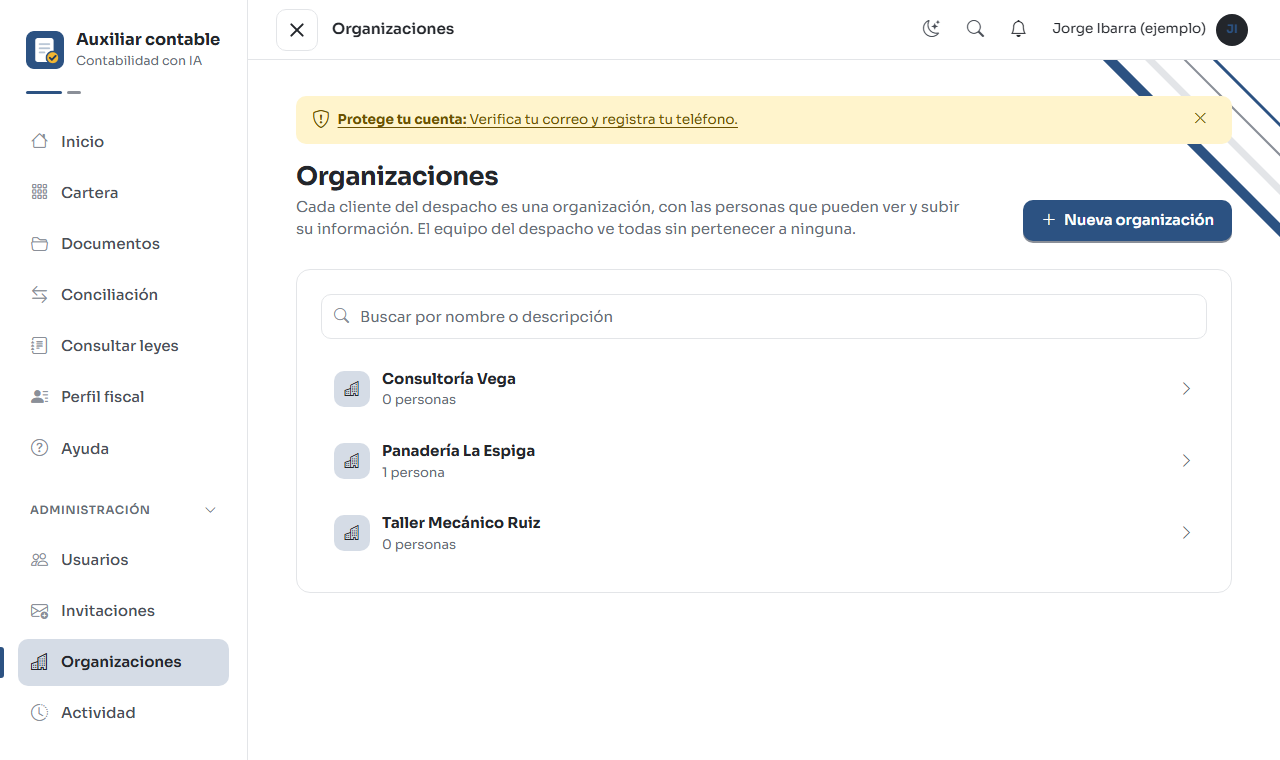 Auxiliar contable
Contabilidad con IA
Inicio
Cartera
Documentos
Conciliación
Consultar leyes
Perfil fiscal
Ayuda
ADMINISTRACIÓN
Usuarios
Invitaciones
Organizaciones
Actividad
Organizaciones
Jorge Ibarra (ejemplo)
JI
Protege tu cuenta: Verifica tu correo y registra tu teléfono.
Organizaciones
Cada cliente del despacho es una organización, con las personas que pueden ver y subir
su información. El equipo del despacho ve todas sin pertenecer a ninguna.
Nueva organización
Buscar por nombre o descripción
Consultoría Vega
0 personas
Panadería La Espiga
1 persona
Taller Mecánico Ruiz
0 personas